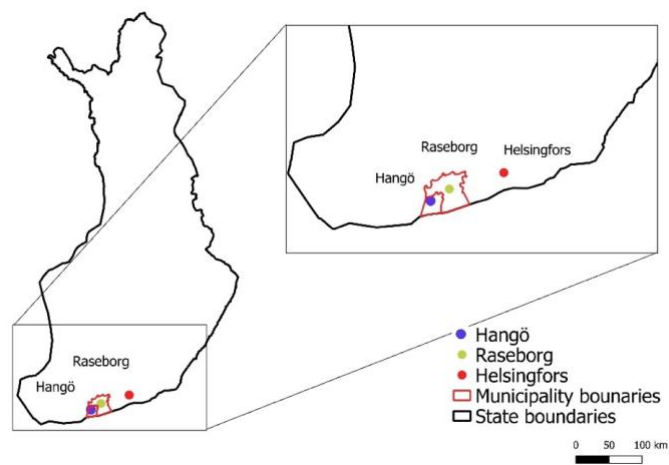 Helsingfors
Raseborg
Hangö
Raseborg
Hangö
Hangö
Raseborg
Helsingfors
Municipality bounaries
State boundaries
0 50 100 km